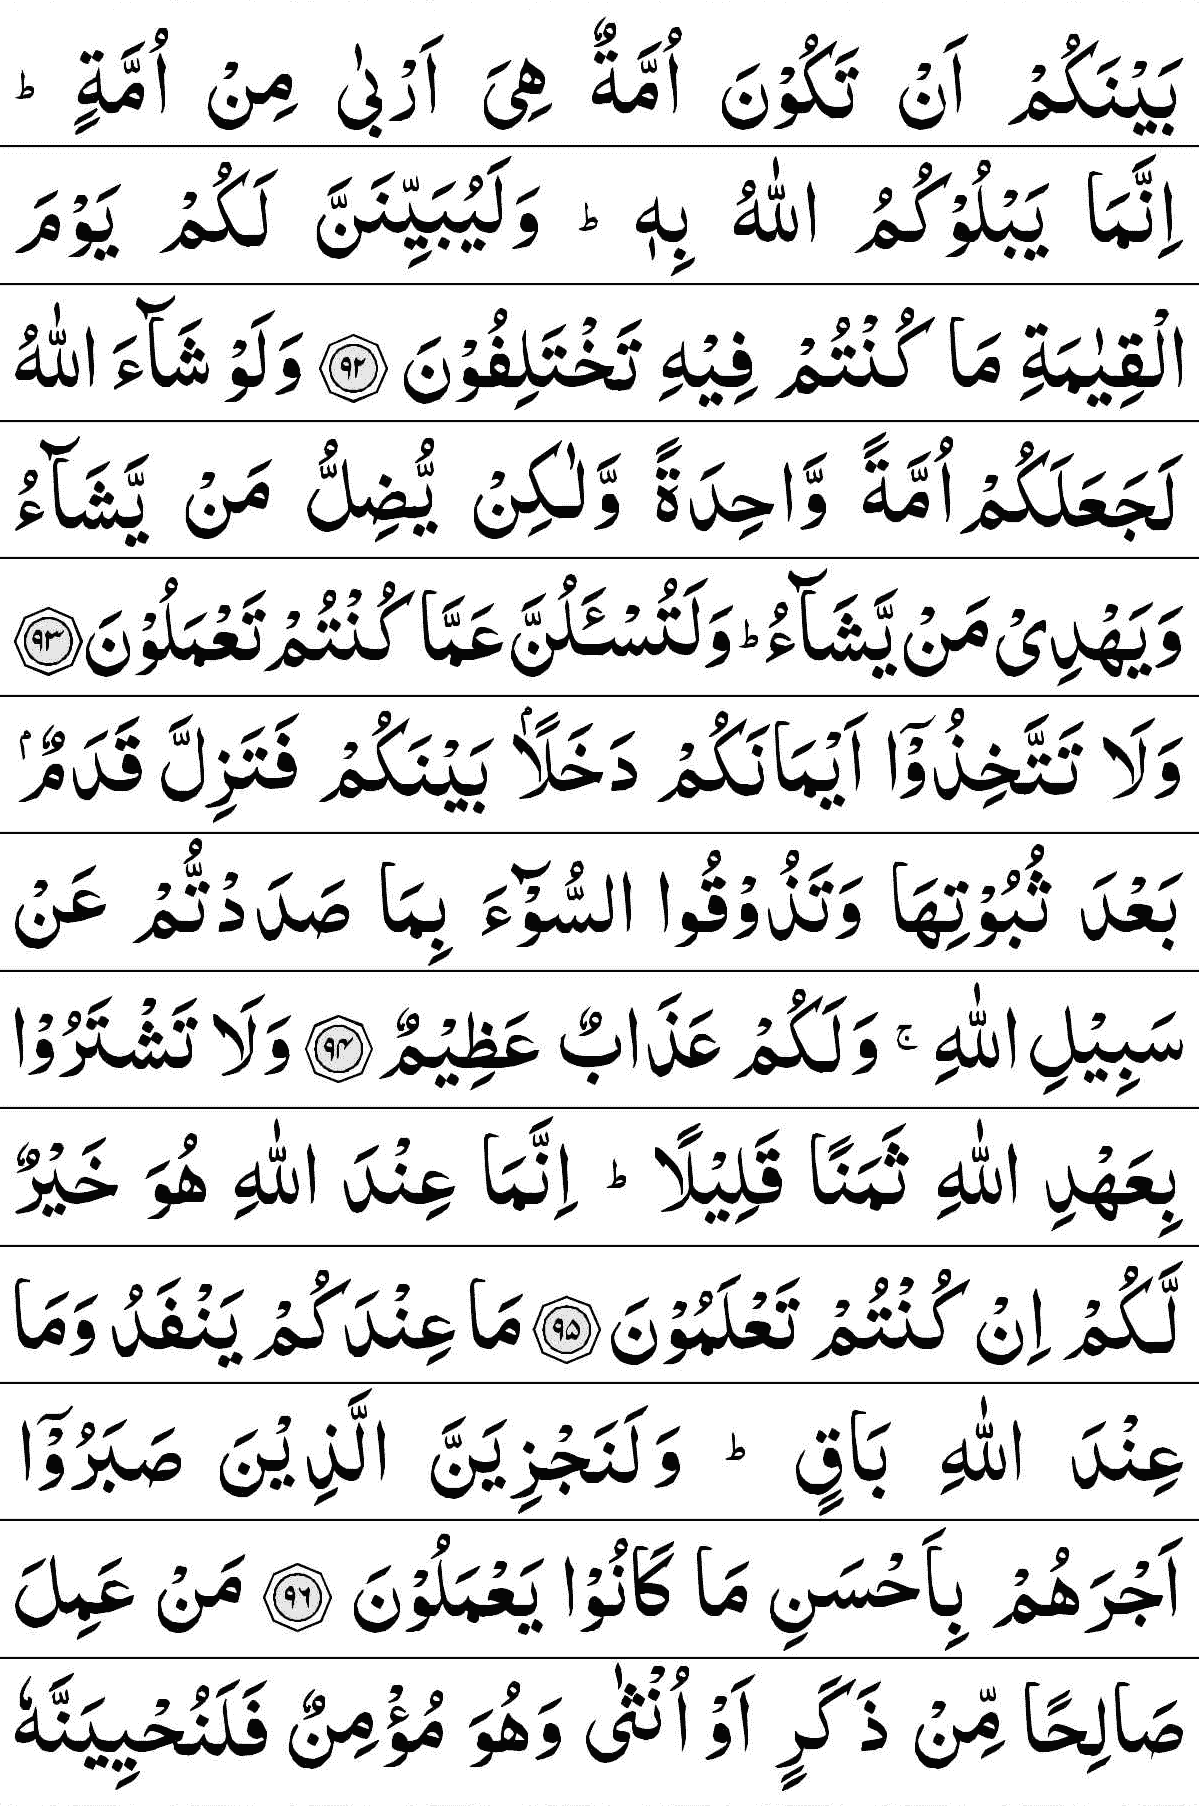 بَيْنَكُمْ اَنْ تَكُوْنَ اُمَّةٌ هِىَ اَرْبٰى مِنْ اُمَّةٍ ؕ
اِنَّمَا يَبْلُوْكُمُ اللّٰهُ بِهٖ ؕ وَلَيُبَيِّنَنَّ لَكُمْ يَوْمَ
الْقِيٰمَةِ مَا كُنْتُمْ فِيْهِ تَخْتَلِفُوْنَ ﴿۹۲﴾ وَلَوْ شَآءَ اللّٰهُ
لَجَعَلَكُمْ اُمَّةً وَّاحِدَةً وَّلٰكِنْ يُّضِلُّ مَنْ يَّشَآءُ
وَيَهْدِىْ مَنْ يَّشَآءُ ؕ وَلَتُسْـَٔلُنَّ عَمَّا كُنْتُمْ تَعْمَلُوْنَ ﴿۹۳﴾
وَلَا تَتَّخِذُوْۤا اَيْمَانَكُمْ دَخَلًاۢ بَيْنَكُمْ فَتَزِلَّ قَدَمٌۢ
بَعْدَ ثُبُوْتِهَا وَتَذُوْقُوا السُّوْٓءَ بِمَا صَدَدْتُّمْ عَنْ
سَبِيْلِ اللّٰهِ ۚ وَلَكُمْ عَذَابٌ عَظِيْمٌ ﴿۹۴﴾ وَلَا تَشْتَرُوْا
بِعَهْدِ اللّٰهِ ثَمَنًا قَلِيْلًا ؕ اِنَّمَا عِنْدَ اللّٰهِ هُوَ خَيْرٌ
لَّكُمْ اِنْ كُنْتُمْ تَعْلَمُوْنَ ﴿۹۵﴾ مَا عِنْدَكُمْ يَنْفَدُ وَمَا
عِنْدَ اللّٰهِ بَاقٍ ؕ وَلَنَجْزِيَنَّ الَّذِيْنَ صَبَرُوْۤا
اَجْرَهُمْ بِاَحْسَنِ مَا كَانُوْا يَعْمَلُوْنَ ﴿۹۶﴾ مَنْ عَمِلَ
صَالِحًا مِّنْ ذَكَرٍ اَوْ اُنْثٰى وَهُوَ مُؤْمِنٌ فَلَنُحْيِيَنَّهٗ